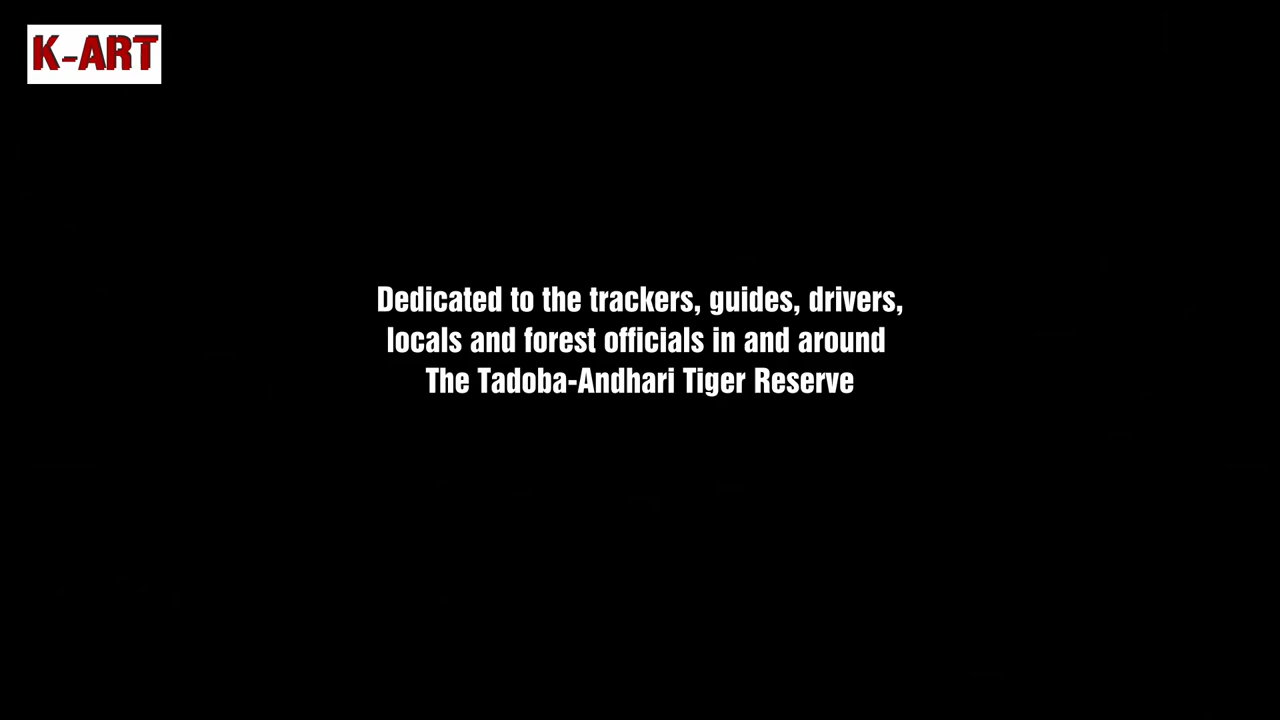 K-ART
Dedicated to the trackers, guides, drivers,
locals and forest officials in and around
The Tadoba-Andhari Tiger Reserve